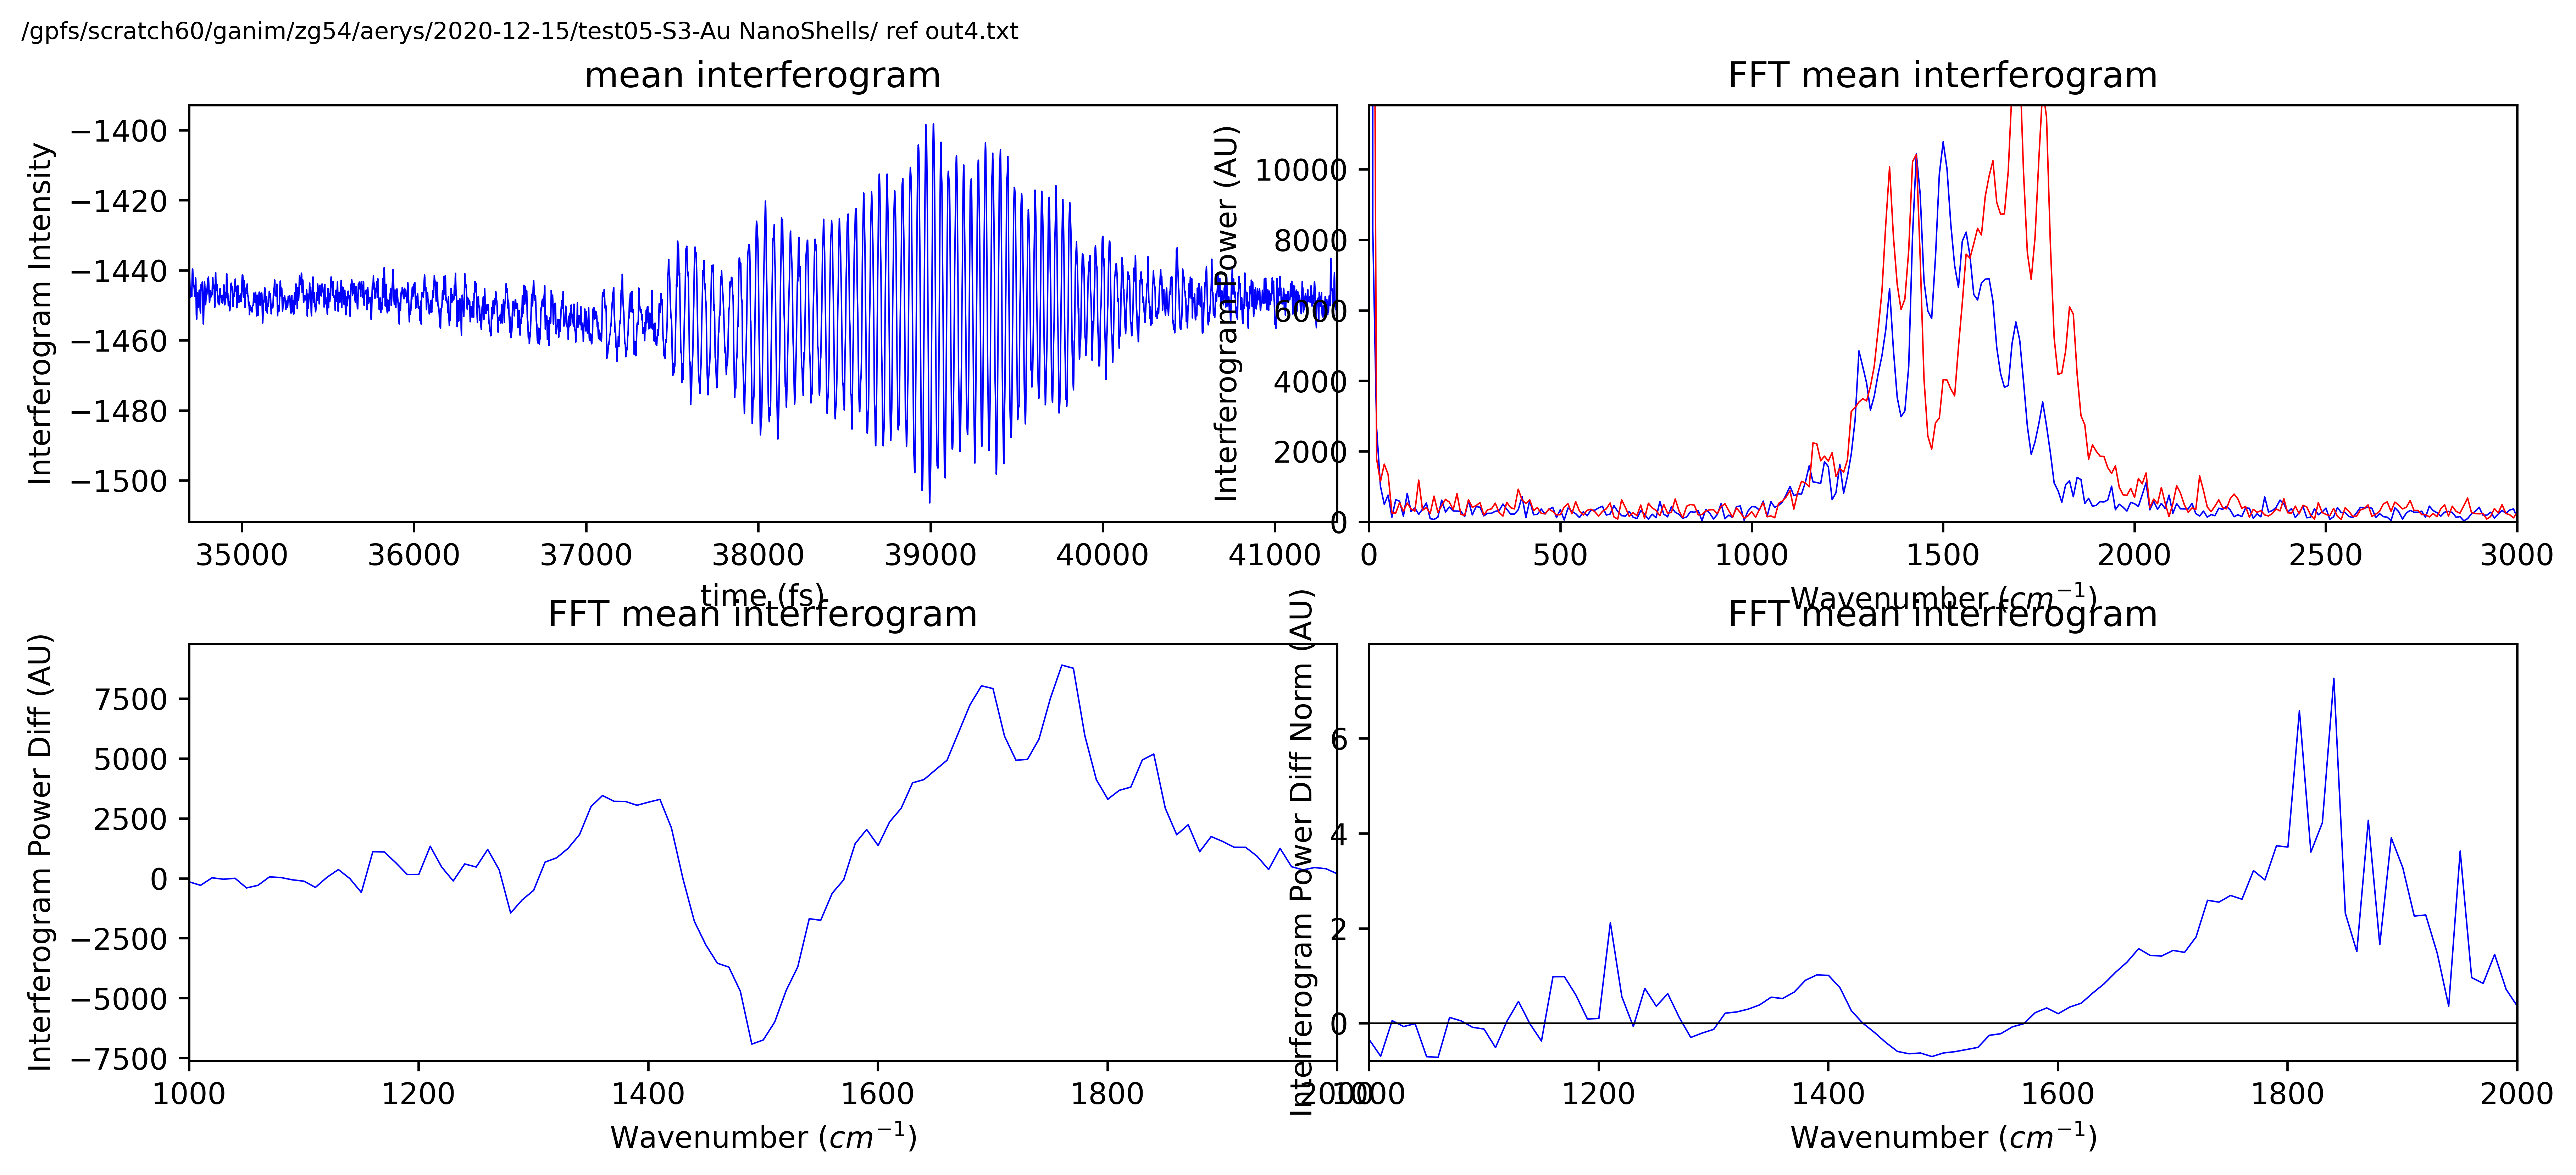 /gpfs/scratch60/ganim/zg54/aerys/2020-12-15/test05-S3-Au NanoShells/ ref out4.txt
mean interferogram
Interferogram Intensity
−1400
−1420
−1440
−1460
−1480
−1500
35000 36000 37000 38000 39000 40000 41000
time (fs)
FFT mean interferogram
Interferogram Power (AU)
10000
8000
6000
4000
2000
0
0 500 1000 1500 2000 2500 3000
Wavenumber (cm⁻¹)
FFT mean interferogram
Interferogram Power Diff (AU)
7500
5000
2500
0
−2500
−5000
−7500
1000 1200 1400 1600 1800 2000
Wavenumber (cm⁻¹)
FFT mean interferogram
Interferogram Power Diff Norm (AU)
6
4
2
0
1000 1200 1400 1600 1800 2000
Wavenumber (cm⁻¹)